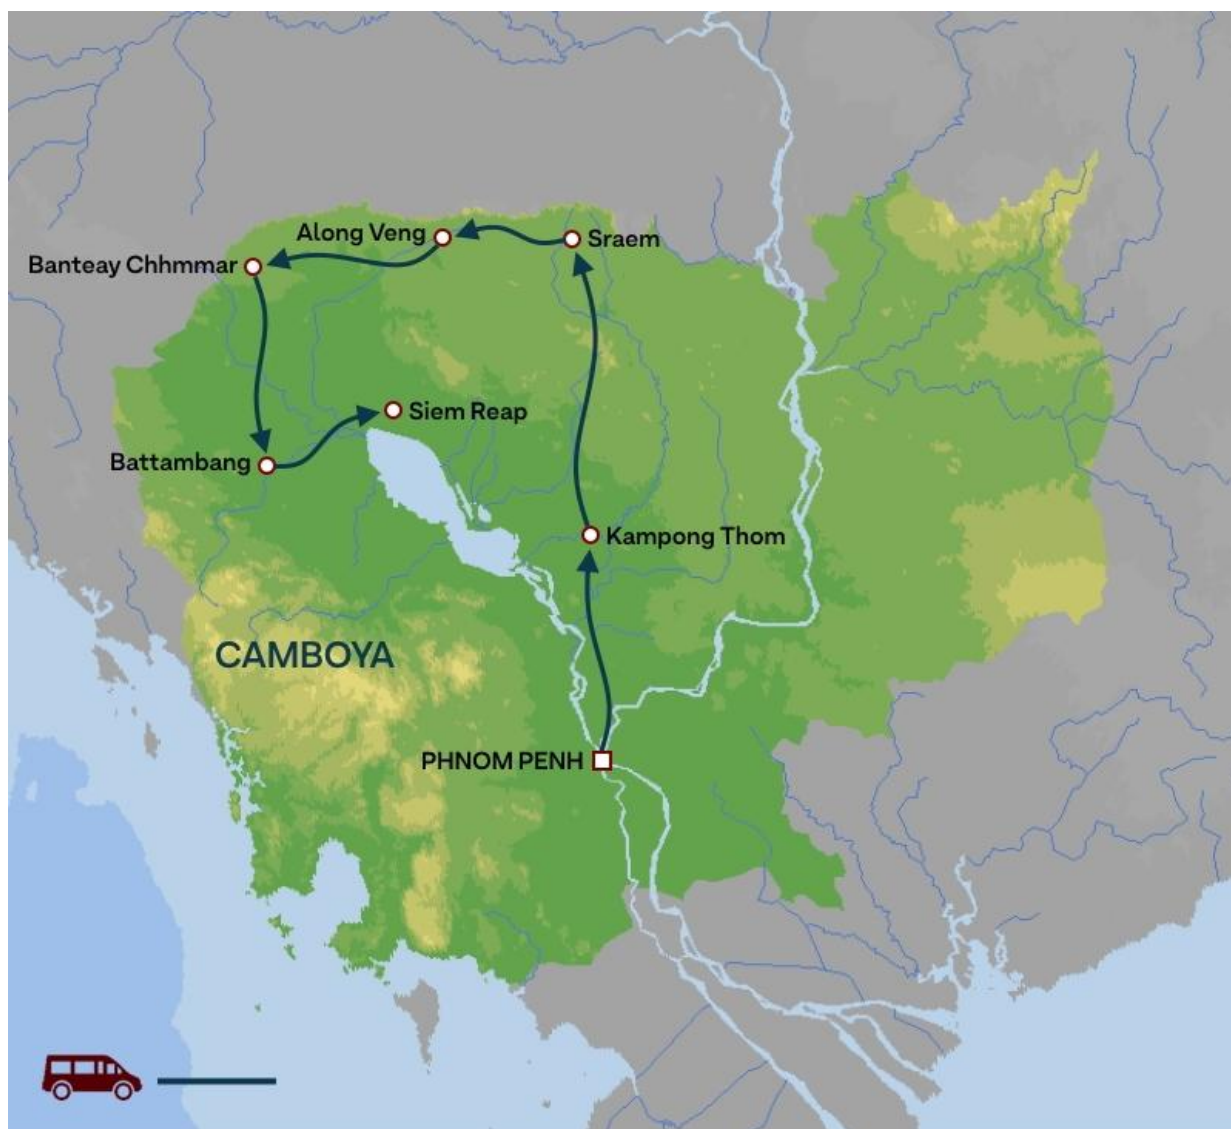 Along Veng
Sraem
Banteay Chhmmar
Siem Reap
Battambang
Kampong Thom
CAMBOYA
PHNOM PENH